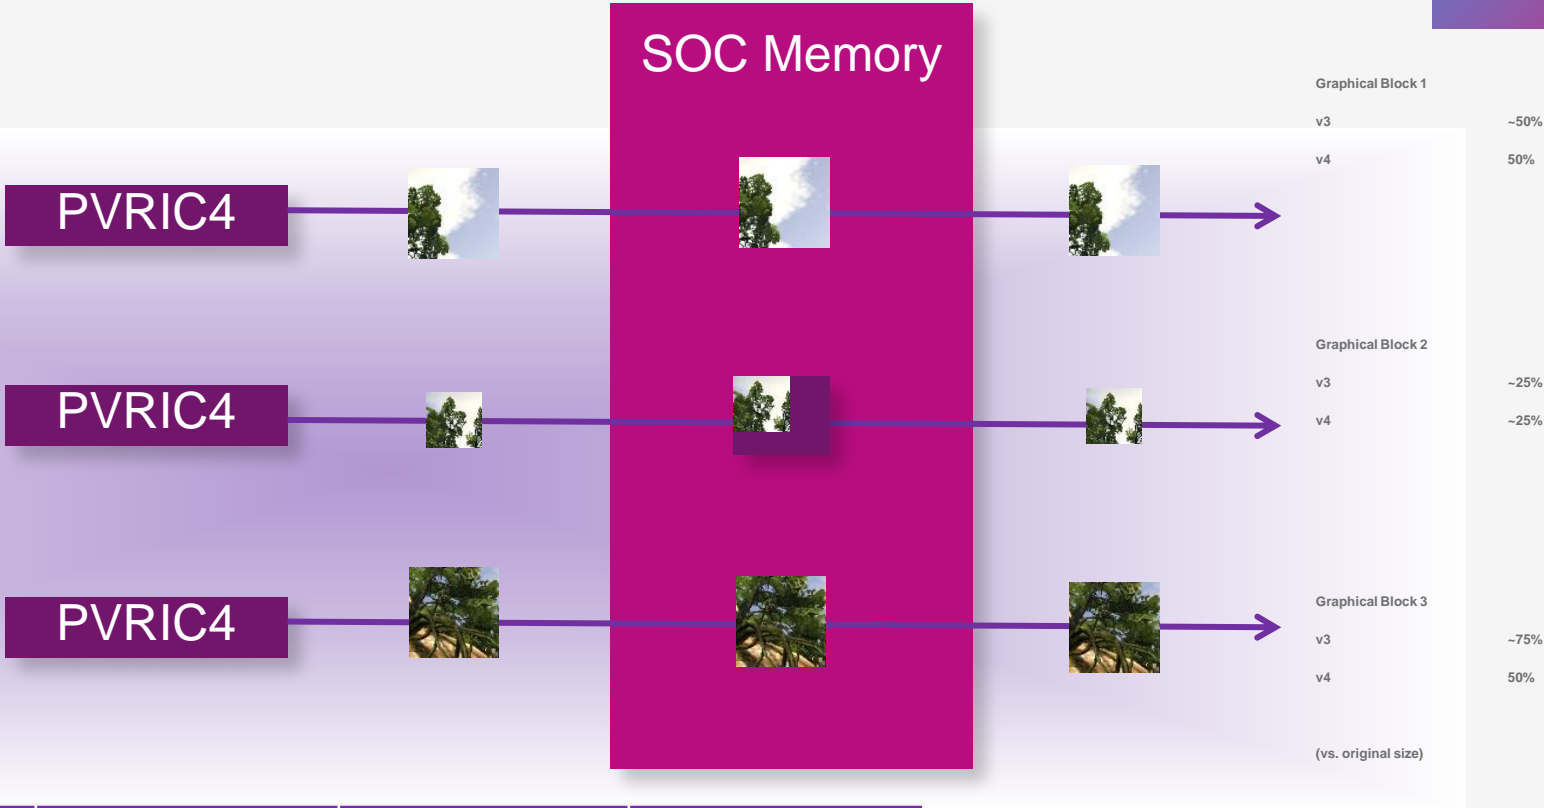 SOC Memory
PVRIC4
PVRIC4
PVRIC4
Graphical Block 1
v3 ~50%
v4 50%
Graphical Block 2
v3 ~25%
v4 ~25%
Graphical Block 3
v3 ~75%
v4 50%
(vs. original size)